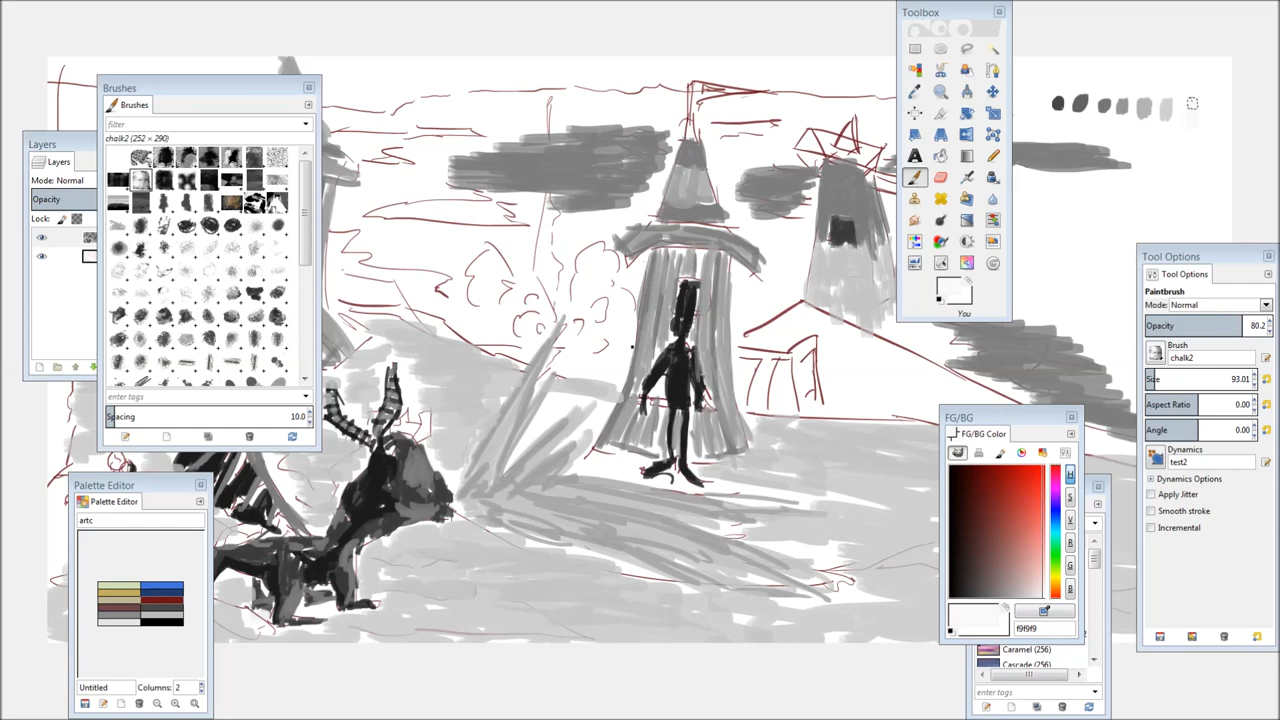 Toolbox
You
Brushes
Brushes
filter
chalk2 (252 × 290)
enter tags
Spacing
10.0
Layers
Layers
Mode: Normal
Opacity
Lock:
Palette Editor
Palette Editor
artc
Untitled
Columns: 2
Tool Options
Tool Options
Paintbrush
Mode: Normal
Opacity
80.2
Brush
chalk2
Size
93.01
Aspect Ratio
0.00
Angle
0.00
Dynamics
test2
Dynamics Options
Apply Jitter
Smooth stroke
Incremental
FG/BG
FG/BG Color
H
S
V
R
G
B
f9f9f9
Caramel (256)
Cascade (256)
enter tags